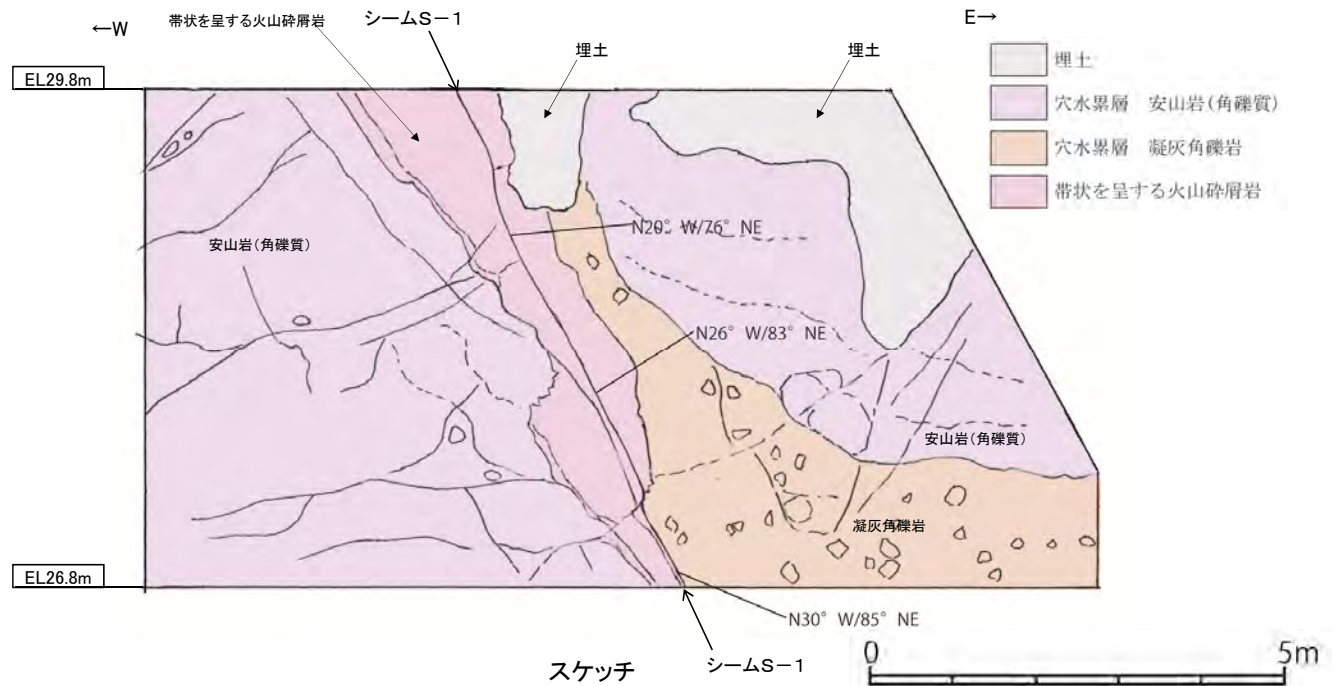 ←W
帯状を呈する火山砕屑岩
シームS－1
埋土
埋土
E→
EL29.8m
埋土
穴水累層　安山岩(角礫質)
穴水累層　凝灰角礫岩
帯状を呈する火山砕屑岩
安山岩(角礫質)
N20° W/76° NE
N26° W/83° NE
安山岩(角礫質)
凝灰角礫岩
EL26.8m
N30° W/85° NE
スケッチ
シームS－1
0
5m